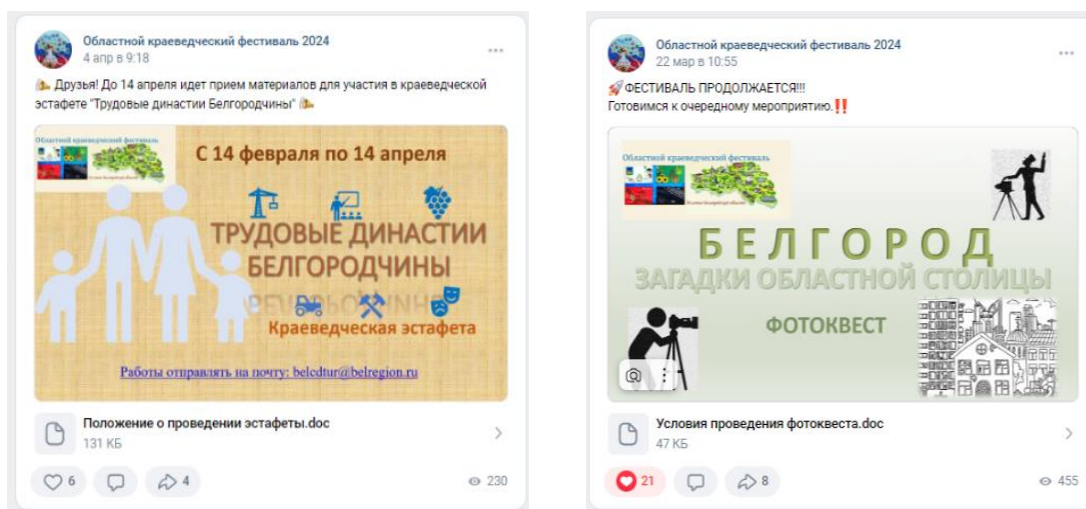 Областной краеведческий фестиваль 2024
4 апр в 9:18
Друзья! До 14 апреля идет прием материалов для участия в краеведческой
эстафете "Трудовые династии Белгородчины"
Областной краеведческий фестиваль
С 14 февраля по 14 апреля
ТРУДОВЫЕ ДИНАСТИИ
БЕЛГОРОДЧИНЫ
Краеведческая эстафета
Работы отправлять на почту: belcdtur@belregion.ru
Положение о проведении эстафеты.doc
131 КБ
6
4
230
Областной краеведческий фестиваль 2024
22 мар в 10:55
🚀ФЕСТИВАЛЬ ПРОДОЛЖАЕТСЯ!!!
Готовимся к очередному мероприятию.‼
Областной краеведческий фестиваль
БЕЛГОРОД
ЗАГАДКИ ОБЛАСТНОЙ СТОЛИЦЫ
ФОТОКВЕСТ
Условия проведения фотоквеста.doc
47 КБ
21
8
455